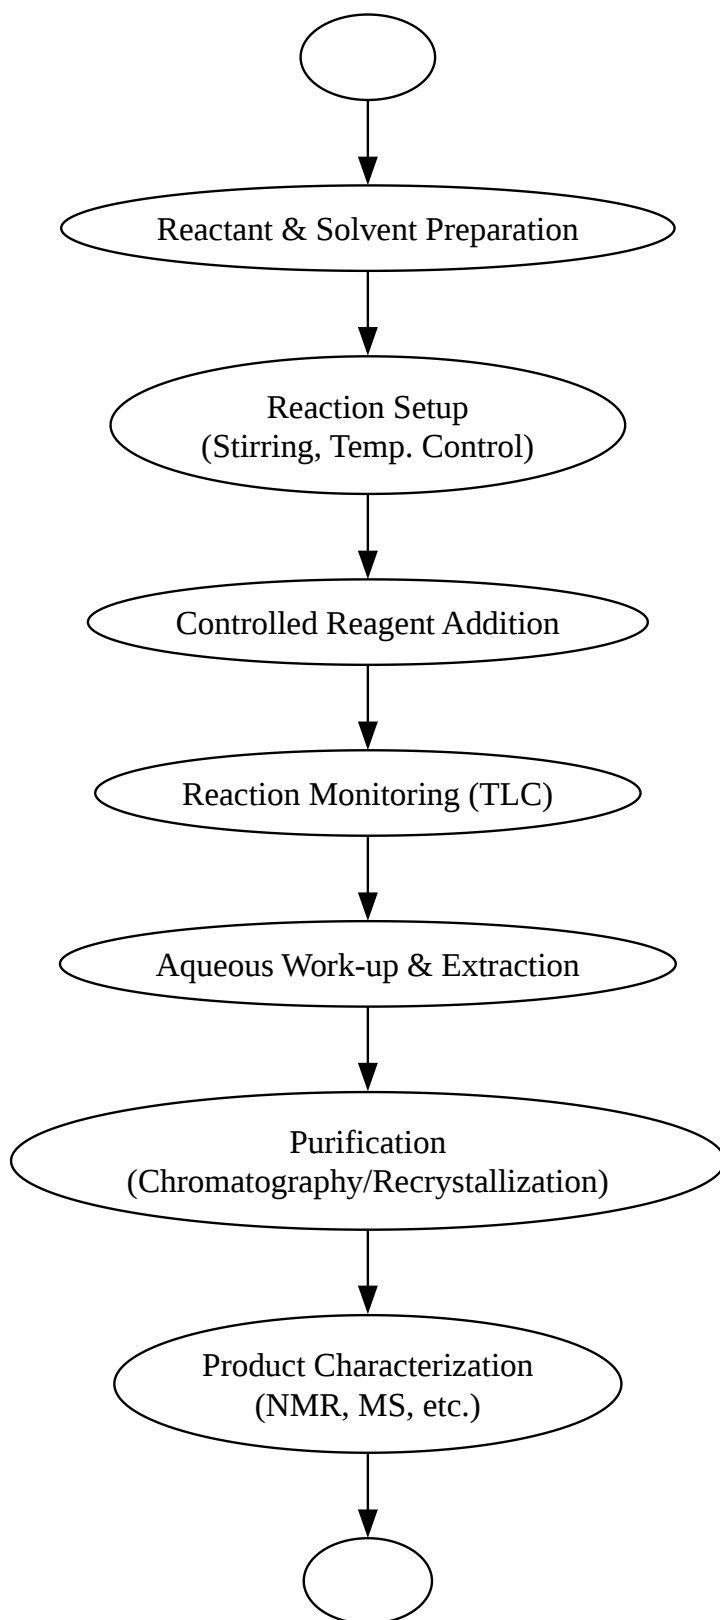 Reactant & Solvent Preparation
Reaction Setup
(Stirring, Temp. Control)
Controlled Reagent Addition
Reaction Monitoring (TLC)
Aqueous Work-up & Extraction
Purification
(Chromatography/Recrystallization)
Product Characterization
(NMR, MS, etc.)